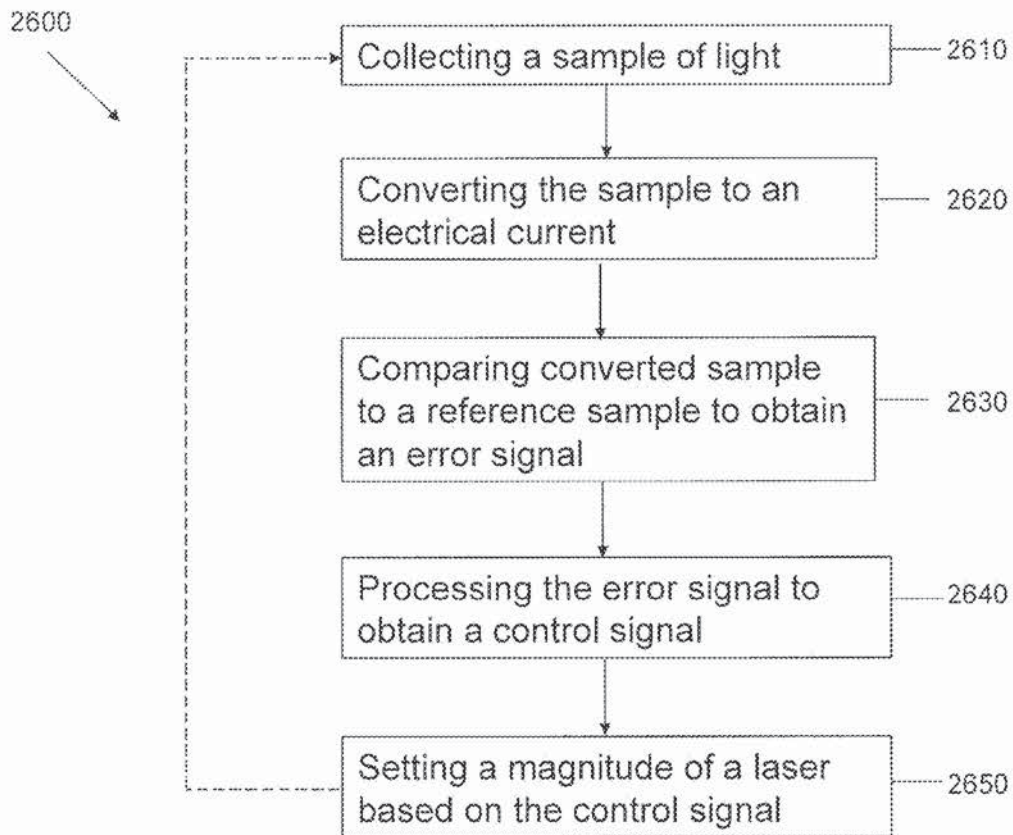 2600
Collecting a sample of light
2610
Converting the sample to an
electrical current
2620
Comparing converted sample
to a reference sample to obtain
an error signal
2630
Processing the error signal to
obtain a control signal
2640
Setting a magnitude of a laser
based on the control signal
2650